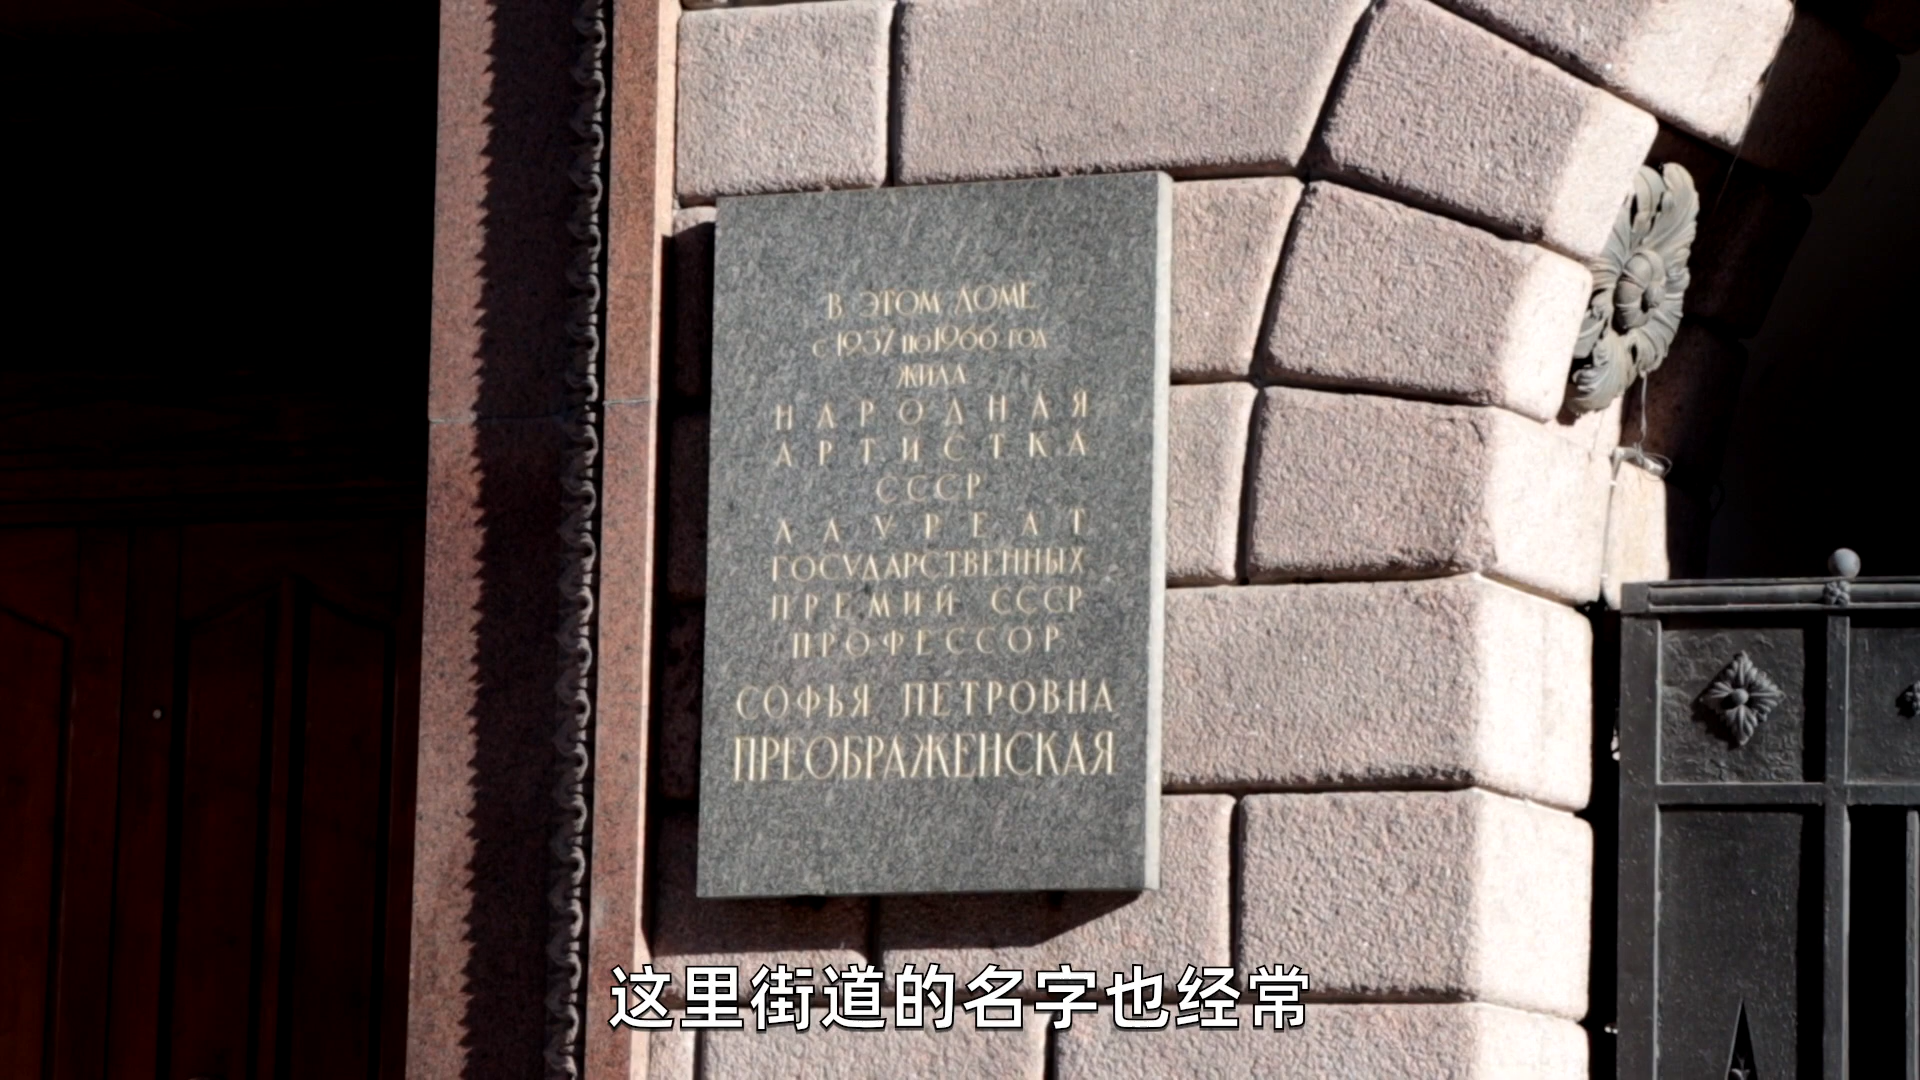 В ЭТОМ ДОМЕ
с 1937 по 1966 год
ЖИЛА
НАРОДНАЯ
АРТИСТКА
СССР
ЛАУРЕАТ
ГОСУДАРСТВЕННЫХ
ПРЕМИЙ СССР
ПРОФЕССОР
СОФЬЯ ПЕТРОВНА
ПРЕОБРАЖЕНСКАЯ
这里街道的名字也经常